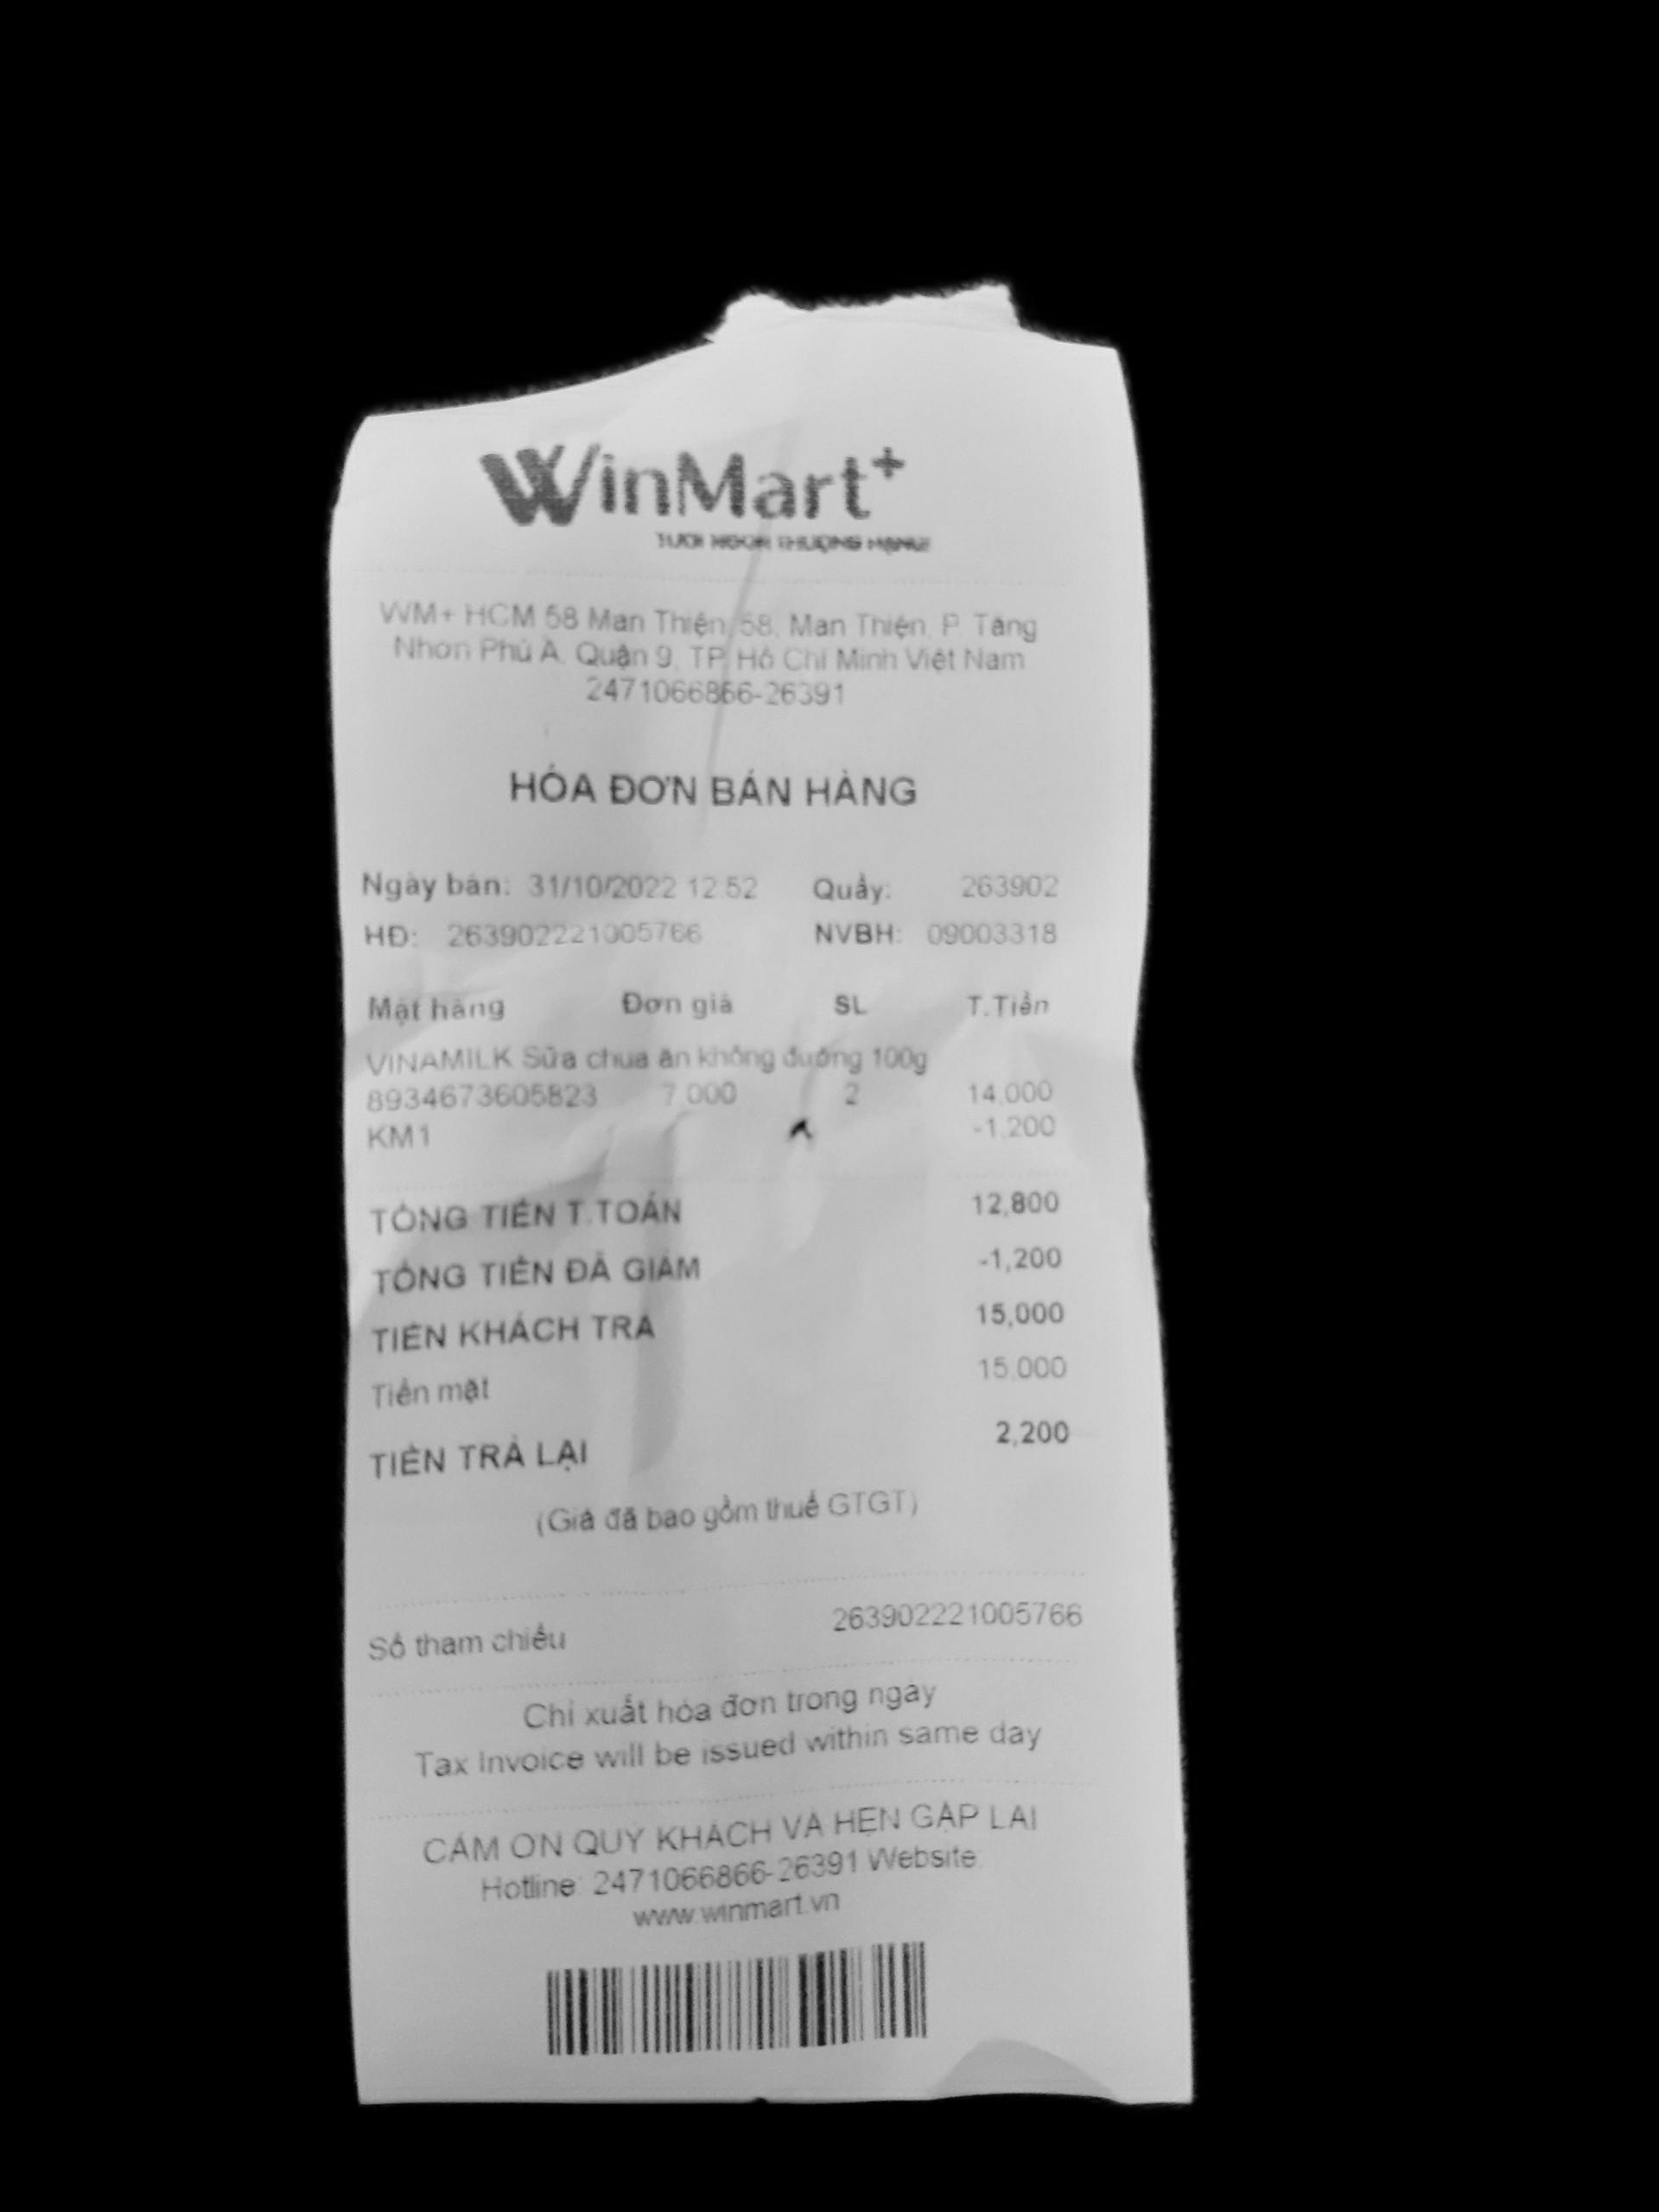 WinMart+
TƯƠI NGON THƯỢNG HẠNG!
WM+ HCM 58 Man Thiện, 58, Man Thiện, P. Tăng
Nhơn Phú A, Quận 9, TP. Hồ Chí Minh Việt Nam
2471066866-26391
HÓA ĐƠN BÁN HÀNG
Ngày bán: 31/10/2022 12:52 Quầy: 263902
HĐ: 263902221005766 NVBH: 09003318
Mặt hàng Đơn giá SL T.Tiền
VINAMILK Sữa chua ăn không đường 100g
8934673605823 7,000 2 14,000
KM1 -1,200
TỔNG TIỀN T.TOÁN 12,800
TỔNG TIỀN ĐÃ GIẢM -1,200
TIỀN KHÁCH TRẢ 15,000
Tiền mặt 15,000
TIỀN TRẢ LẠI 2,200
(Giá đã bao gồm thuế GTGT)
Số tham chiếu 263902221005766
Chỉ xuất hóa đơn trong ngày
Tax Invoice will be issued within same day
CẢM ƠN QUÝ KHÁCH VÀ HẸN GẶP LẠI
Hotline: 2471066866-26391 Website:
www.winmart.vn